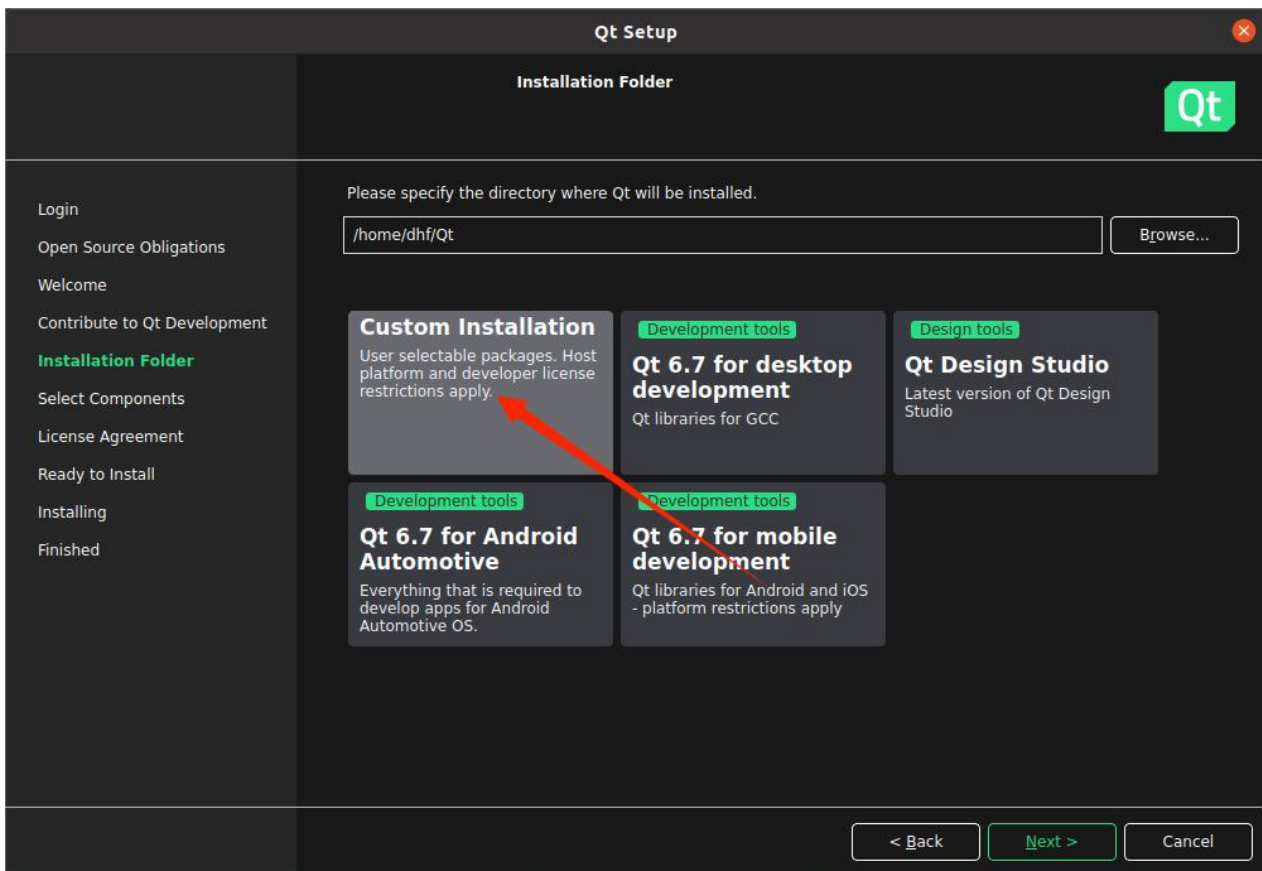 Qt Setup
Installation Folder
Qt
Login
Open Source Obligations
Welcome
Contribute to Qt Development
Installation Folder
Select Components
License Agreement
Ready to Install
Installing
Finished
Please specify the directory where Qt will be installed.
/home/dhf/Qt
Browse...
Custom Installation
User selectable packages. Host
platform and developer license
restrictions apply.
Development tools
Qt 6.7 for desktop
development
Qt libraries for GCC
Design tools
Qt Design Studio
Latest version of Qt Design
Studio
Development tools
Qt 6.7 for Android
Automotive
Everything that is required to
develop apps for Android
Automotive OS.
Development tools
Qt 6.7 for mobile
development
Qt libraries for Android and iOS
- platform restrictions apply
< Back
Next >
Cancel